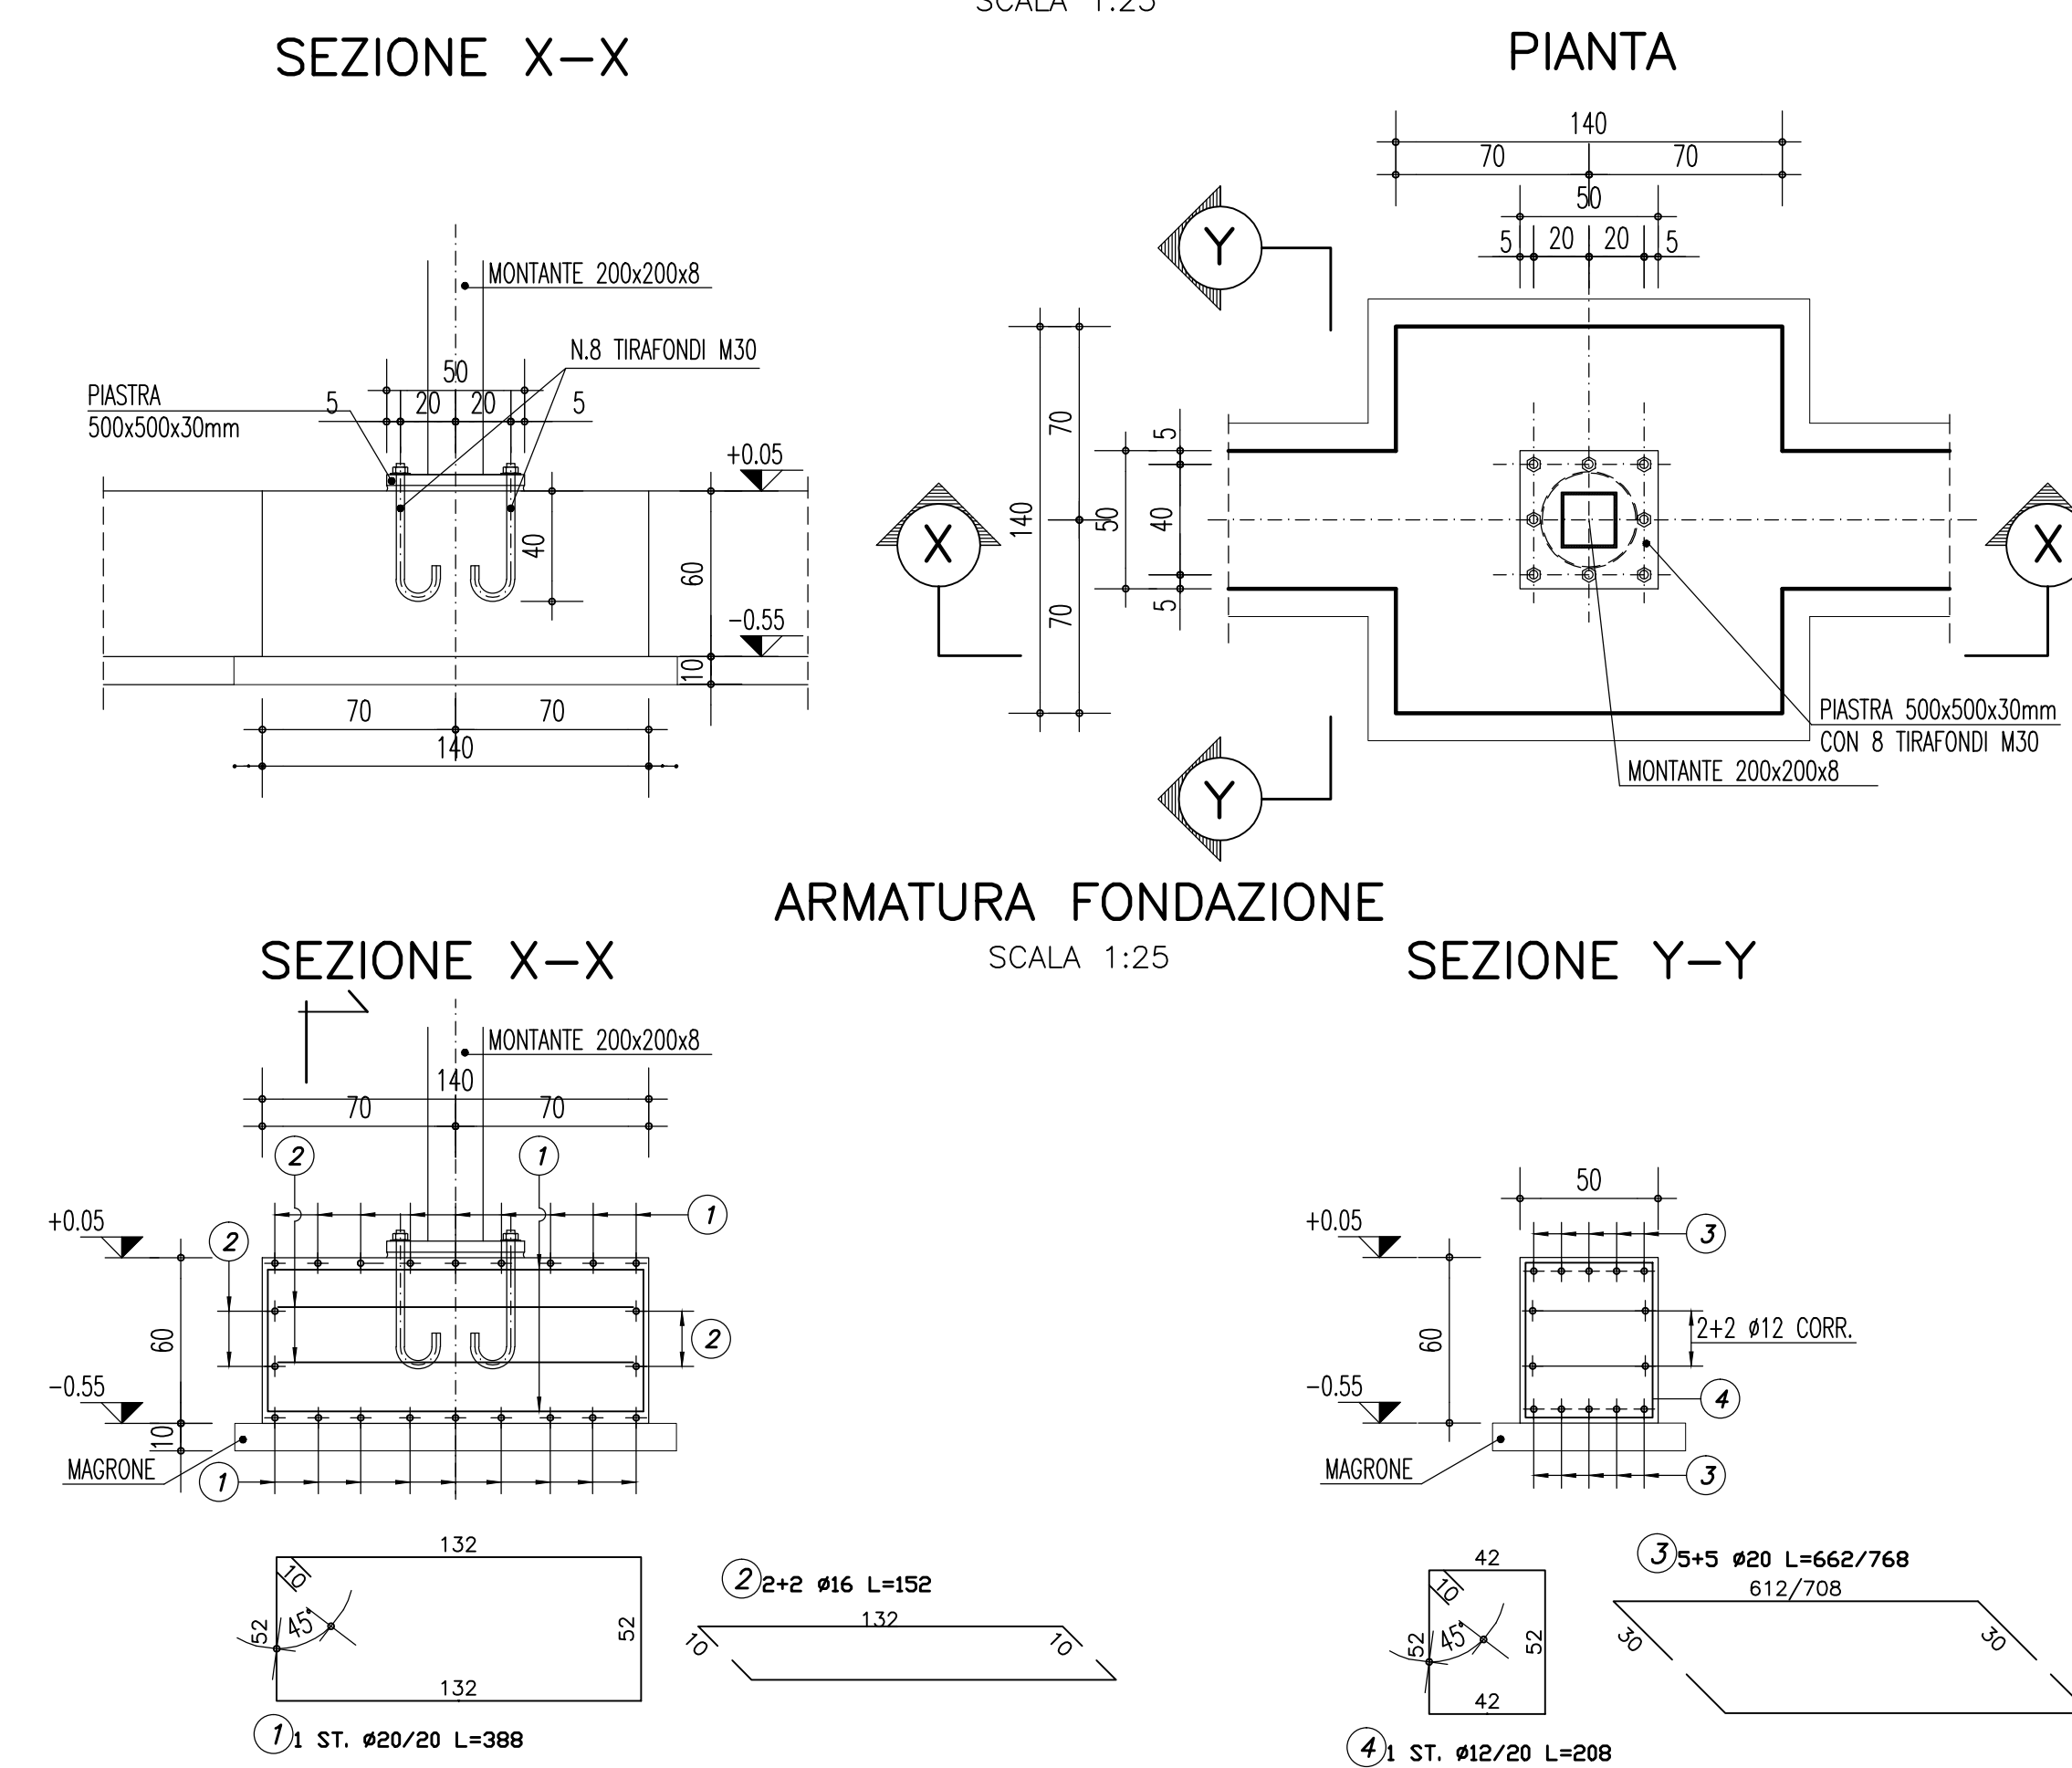 SCALA 1:25
SEZIONE X-X
PIANTA
MONTANTE 200x200x8
N.8 TIRAFONDI M30
PIASTRA
500x500x30mm
50
5 20 20 5
+0.05
40
60
-0.55
10
70 70
140
140
70 70
50
5 20 20 5
Y
X
X
Y
140
70
70
50
5
40
5
PIASTRA 500x500x30mm
CON 8 TIRAFONDI M30
MONTANTE 200x200x8
ARMATURA FONDAZIONE
SCALA 1:25
SEZIONE X-X
MONTANTE 200x200x8
140
70 70
2
1
1
2
2
+0.05
60
-0.55
10
MAGRONE
1
132
10
45°
52
52
132
1 1 ST. ø20/20 L=388
2 2+2 ø16 L=152
132
10 10
SEZIONE Y-Y
50
+0.05
3
60
2+2 ø12 CORR.
-0.55
4
MAGRONE
3
42
10
45°
52
52
42
4 1 ST. ø12/20 L=208
3 5+5 ø20 L=662/768
612/708
30 30